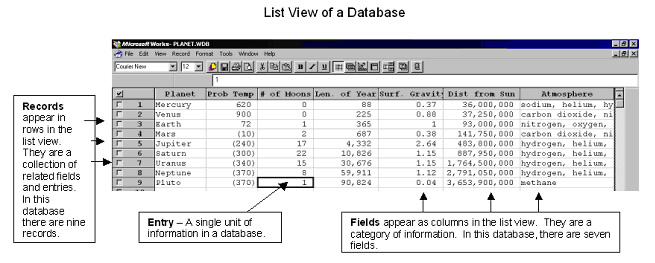 List View of a Database
Microsoft Works - PLANET.WDB
File Edit View Record Format Tools Window Help
Courier New 12 B I U
1
Planet Prob Temp # of Moons Len. of Year Surf. Gravity Dist from Sun Atmosphere
1 Mercury 620 0 88 0.37 36,000,000 sodium, helium, hy
2 Venus 900 0 225 0.88 37,250,000 carbon dioxide, ni
3 Earth 72 1 365 1 93,000,000 nitrogen, oxygen,
4 Mars (10) 2 687 0.38 141,750,000 carbon dioxide, ni
5 Jupiter (240) 17 4,332 2.64 483,800,000 hydrogen, helium,
6 Saturn (300) 22 10,826 1.15 887,950,000 hydrogen, helium,
7 Uranus (340) 15 30,676 1.15 1,764,500,000 hydrogen, helium,
8 Neptune (370) 8 59,911 1.12 2,791,050,000 hydrogen, helium,
9 Pluto (370) 1 90,824 0.04 3,653,900,000 methane
Records
appear in
rows in the
list view.
They are a
collection of
related fields
and entries.
In this
database
there are nine
records.
Entry – A single unit of
information in a database.
Fields appear as columns in the list view. They are a
category of information. In this database, there are seven
fields.